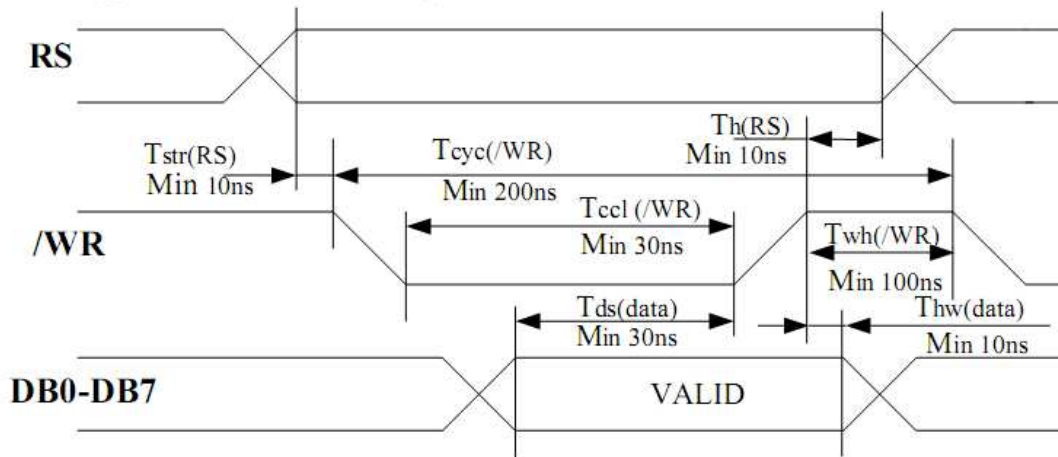 RS
Tstr(RS)
Min 10ns
Tcyc(/WR)
Min 200ns
Th(RS)
Min 10ns
/WR
Tccl (/WR)
Min 30ns
Twh(/WR)
Min 100ns
Tds(data)
Min 30ns
Thw(data)
Min 10ns
DB0-DB7
VALID